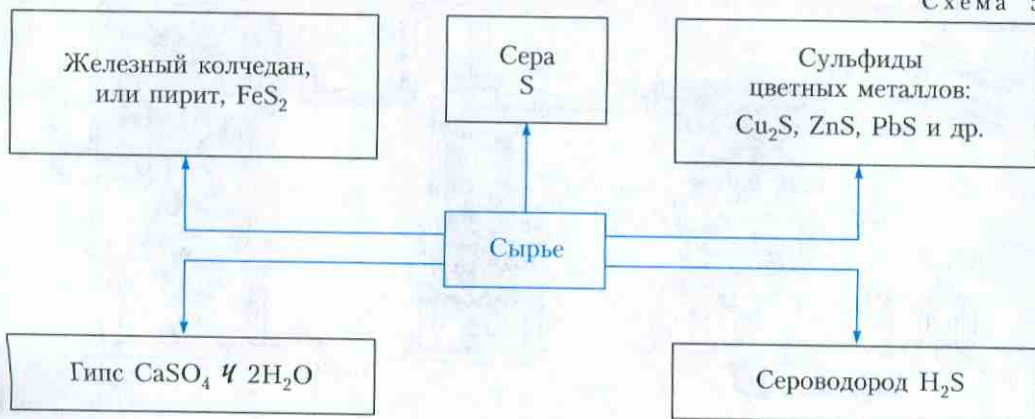 Схема
Железный колчедан,
или пирит, FeS₂
Сера
S
Сульфиды
цветных металлов:
Cu₂S, ZnS, PbS и др.
Сырье
Гипс CaSO₄ Ч 2H₂O
Сероводород H₂S